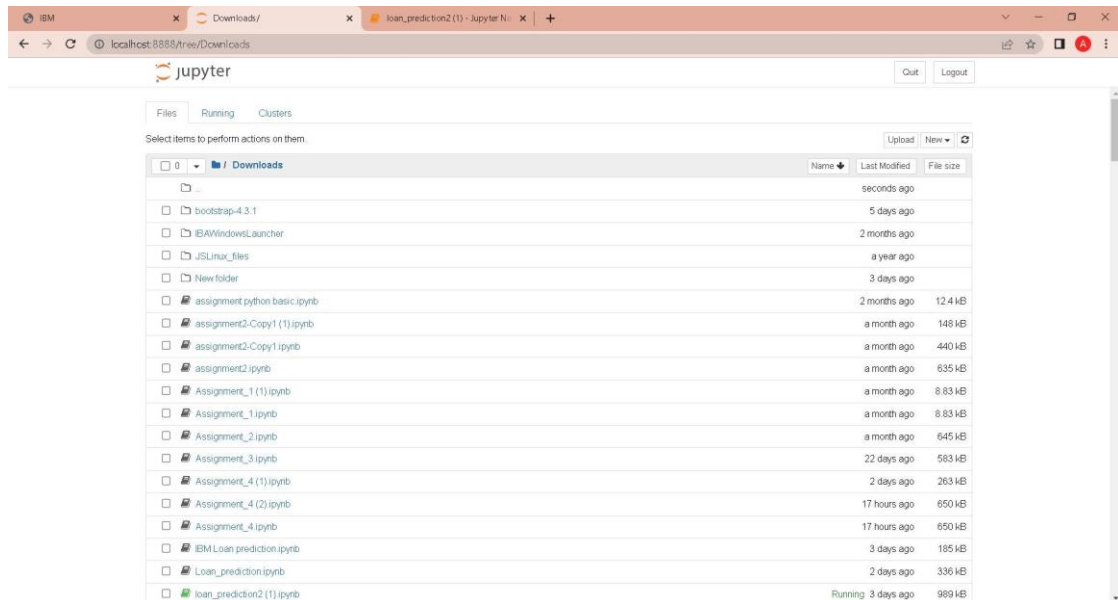 IBM
Downloads/
loan_prediction2 (1) - Jupyter No
localhost:8888/tree/Downloads
A
jupyter
Quit
Logout
Files
Running
Clusters
Select items to perform actions on them.
Upload
New
0
/ Downloads
Name
Last Modified
File size
.. seconds ago
bootstrap-4.3.1 5 days ago
IBAWindowsLauncher 2 months ago
JSLinux_files a year ago
New folder 3 days ago
assignment python basic.ipynb 2 months ago 12.4 kB
assignment2-Copy1 (1).ipynb a month ago 148 kB
assignment2-Copy1.ipynb a month ago 440 kB
assignment2.ipynb a month ago 635 kB
Assignment_1 (1).ipynb a month ago 8.83 kB
Assignment_1.ipynb a month ago 8.83 kB
Assignment_2.ipynb a month ago 645 kB
Assignment_3.ipynb 22 days ago 583 kB
Assignment_4 (1).ipynb 2 days ago 263 kB
Assignment_4 (2).ipynb 17 hours ago 650 kB
Assignment_4.ipynb 17 hours ago 650 kB
IBM Loan prediction.ipynb 3 days ago 185 kB
Loan_prediction.ipynb 2 days ago 336 kB
loan_prediction2 (1).ipynb Running 3 days ago 989 kB